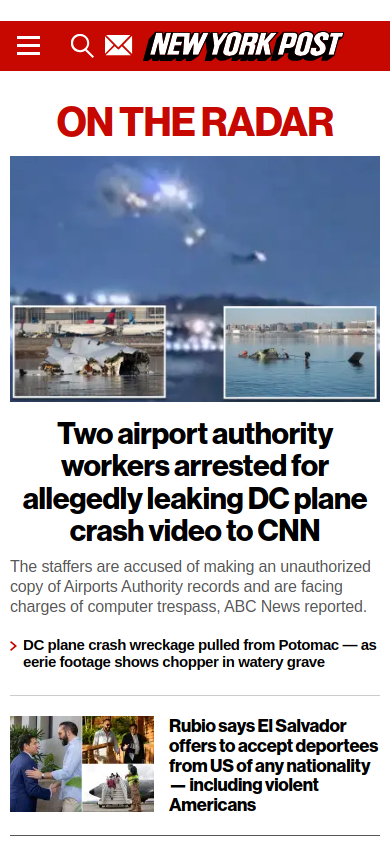 NEW YORK POST
ON THE RADAR
Two airport authority
workers arrested for
allegedly leaking DC plane
crash video to CNN
The staffers are accused of making an unauthorized
copy of Airports Authority records and are facing
charges of computer trespass, ABC News reported.
DC plane crash wreckage pulled from Potomac — as
eerie footage shows chopper in watery grave
Rubio says El Salvador
offers to accept deportees
from US of any nationality
— including violent
Americans